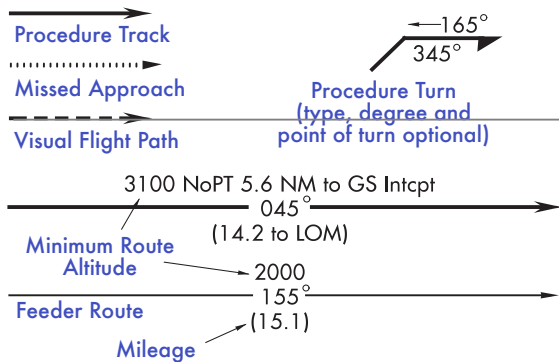 Procedure Track
165°
345°
Missed Approach
Procedure Turn
(type, degree and
point of turn optional)
Visual Flight Path
3100 NoPT 5.6 NM to GS Intcpt
045°
(14.2 to LOM)
Minimum Route
Altitude
2000
155°
Feeder Route
(15.1)
Mileage